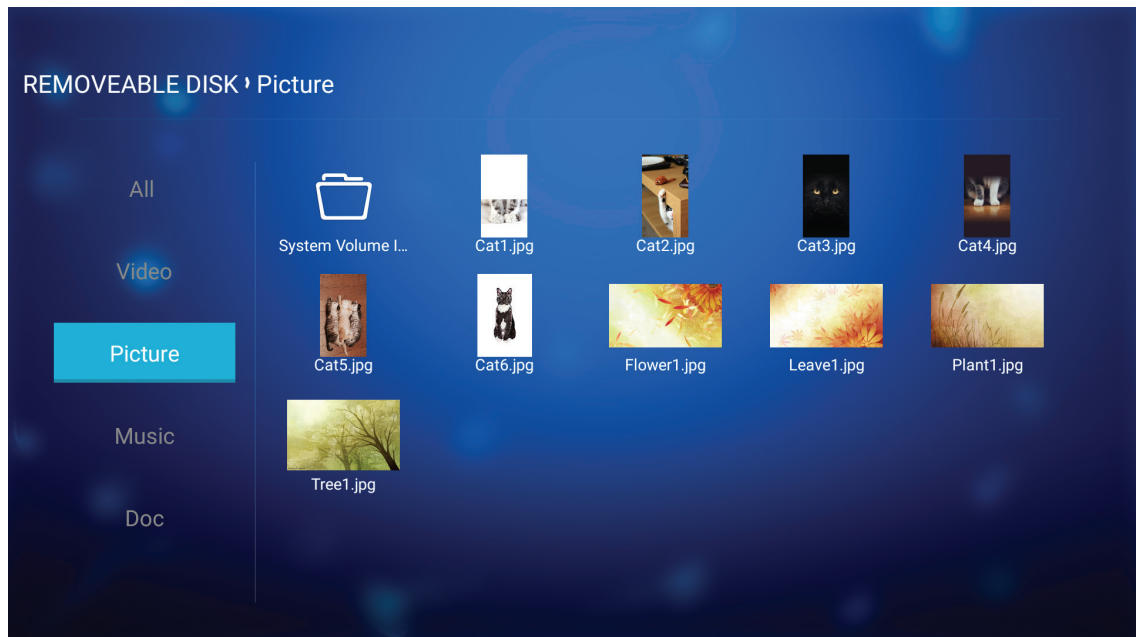 REMOVEABLE DISK › Picture
All
Video
Picture
Music
Doc
System Volume I...
Cat1.jpg
Cat2.jpg
Cat3.jpg
Cat4.jpg
Cat5.jpg
Cat6.jpg
Flower1.jpg
Leave1.jpg
Plant1.jpg
Tree1.jpg